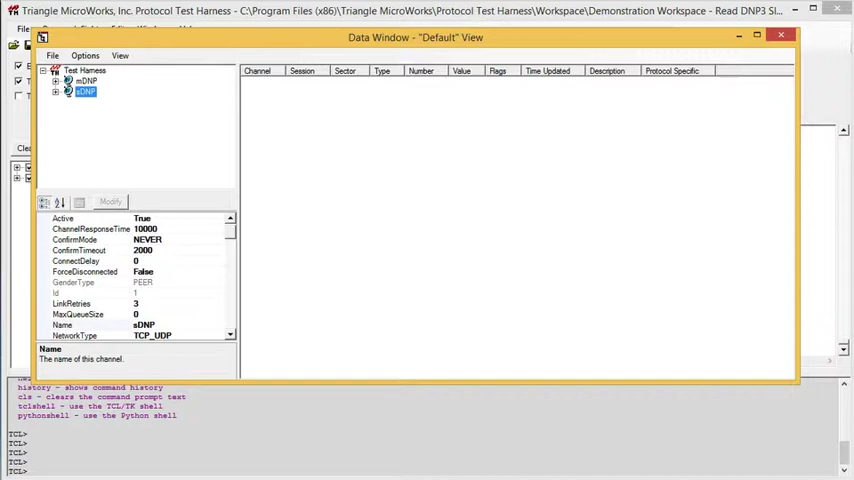 Triangle MicroWorks, Inc. - Protocol Test Harness - C:\Program Files (x86)\Triangle MicroWorks\Protocol Test Harness\Workspace\Demonstration Workspace - Read DNP3 Sl...
Data Window - "Default" View
File Options View
Test Harness
mDNP
sDNP
Channel Session Sector Type Number Value Flags Time Updated Description Protocol Specific
Clea
Modify
Active True
ChannelResponseTime 10000
ConfirmMode NEVER
ConfirmTimeout 2000
ConnectDelay 0
ForceDisconnected False
GenderType PEER
Id 1
LinkRetries 3
MaxQueueSize 0
Name sDNP
NetworkType TCP_UDP
Name
The name of this channel.
history - shows command history
cls - clears the command prompt text
tclshell - use the TCL/TK shell
pythonshell - use the Python shell
TCL>
TCL>
TCL>
TCL>
TCL>